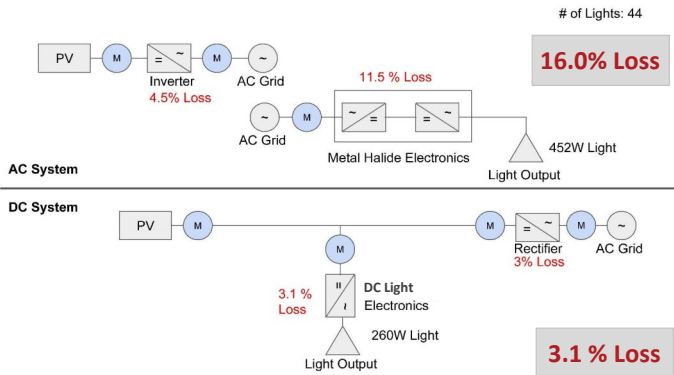 # of Lights: 44
16.0% Loss
PV
M
=
~
M
~
Inverter
AC Grid
4.5% Loss
11.5 % Loss
~
M
~
=
=
~
AC Grid
Metal Halide Electronics
452W Light
Light Output
AC System
DC System
PV
M
M
=
~
M
~
Rectifier
AC Grid
3% Loss
M
3.1 %
Loss
=
~
DC Light
Electronics
260W Light
Light Output
3.1 % Loss